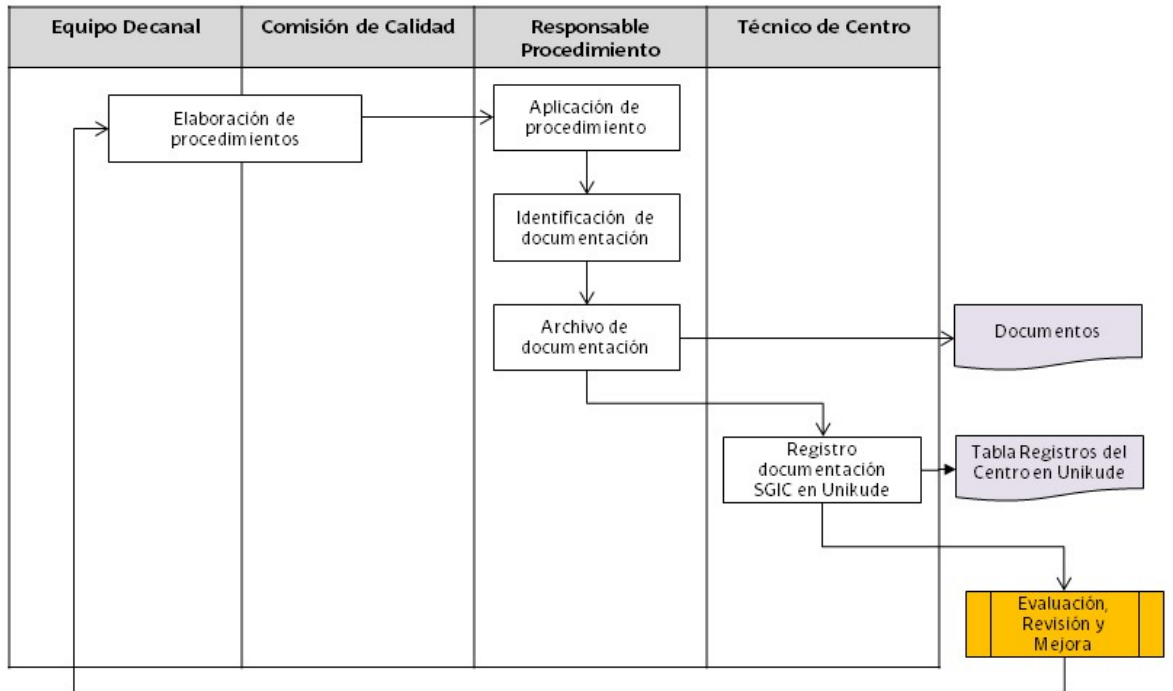 Equipo Decanal
Comisión de Calidad
Responsable
Procedimiento
Técnico de Centro
Elaboración de
procedimientos
Aplicación de
procedimiento
Identificación de
documentación
Archivo de
documentación
Documentos
Registro
documentación
SGIC en Unikude
Tabla Registros del
Centro en Unikude
Evaluación,
Revisión y
Mejora